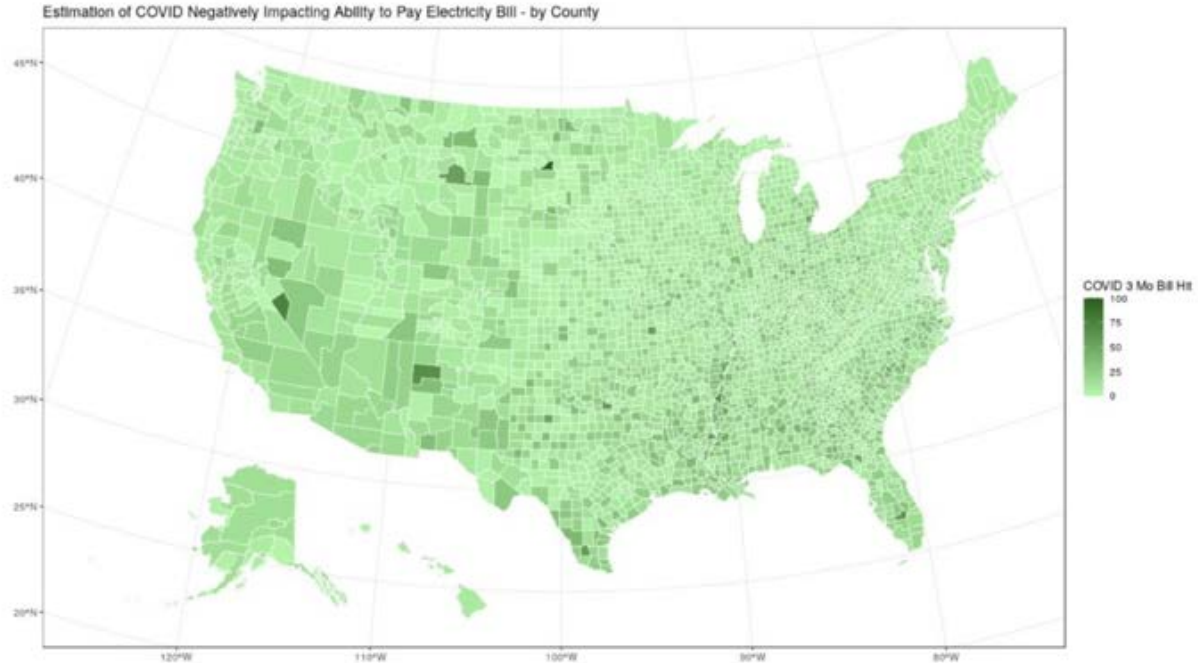 Estimation of COVID Negatively Impacting Ability to Pay Electricity Bill - by County
45°N
40°N
35°N
30°N
25°N
20°N
120°W
110°W
100°W
90°W
80°W
COVID 3 Mo Bill Hit
100
75
50
25
0